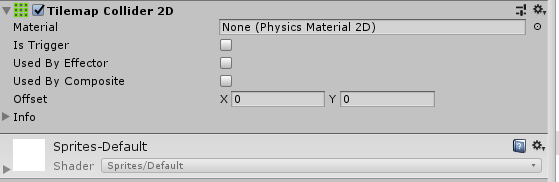 Tilemap Collider 2D
Material None (Physics Material 2D)
Is Trigger
Used By Effector
Used By Composite
Offset X 0 Y 0
Info
Sprites-Default
Shader Sprites/Default